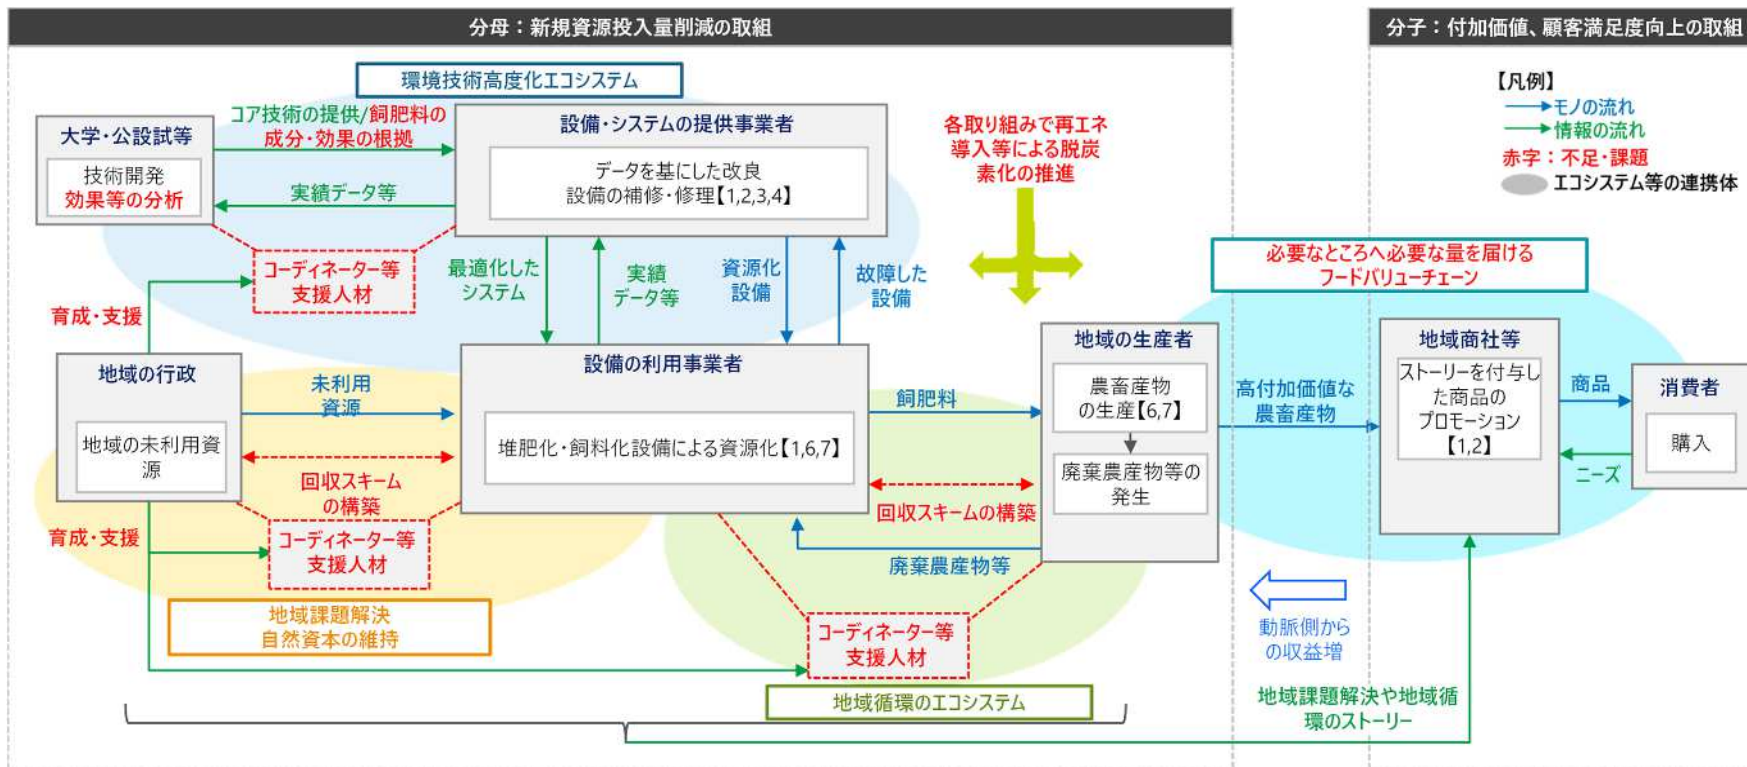 分母：新規資源投入量削減の取組
分子：付加価値、顧客満足度向上の取組
環境技術高度化エコシステム
【凡例】
モノの流れ
情報の流れ
赤字：不足・課題
エコシステム等の連携体
大学・公設試等
技術開発
効果等の分析
コア技術の提供/飼肥料の
成分・効果の根拠
実績データ等
設備・システムの提供事業者
データを基にした改良
設備の補修・修理【1,2,3,4】
各取り組みで再エネ
導入等による脱炭
素化の推進
コーディネーター等
支援人材
育成・支援
最適化した
システム
実績
データ等
資源化
設備
故障した
設備
必要なところへ必要な量を届ける
フードバリューチェーン
地域の行政
地域の未利用資
源
未利用
資源
設備の利用事業者
堆肥化・飼料化設備による資源化【1,6,7】
飼肥料
地域の生産者
農畜産物
の生産【6,7】
廃棄農産物等の
発生
高付加価値な
農畜産物
地域商社等
ストーリーを付与し
た商品の
プロモーション
【1,2】
商品
ニーズ
消費者
購入
回収スキーム
の構築
回収スキームの構築
育成・支援
コーディネーター等
支援人材
廃棄農産物等
地域課題解決
自然資本の維持
コーディネーター等
支援人材
動脈側から
の収益増
地域循環のエコシステム
地域課題解決や地域循
環のストーリー